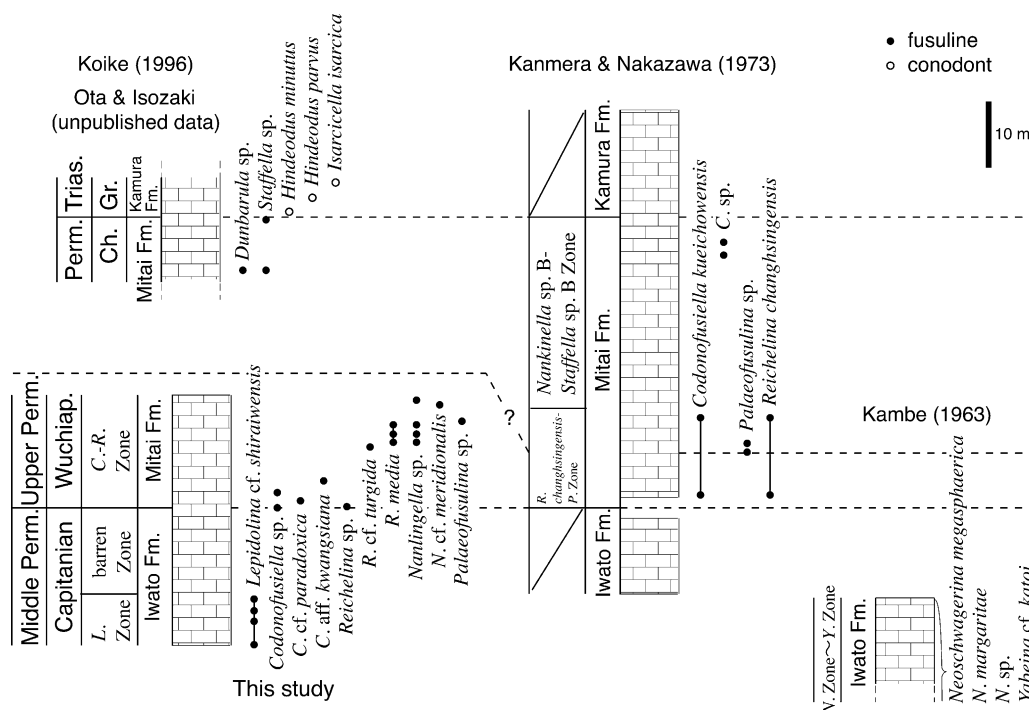 Koike (1996)
Ota & Isozaki
(unpublished data)
Perm. Trias.
Ch. Gr.
Mitai Fm. Kamura Fm.
Dunbarula sp.
Staffella sp.
Hindeodus minutus
Hindeodus parvus
Isarcicella isarcica
Kanmera & Nakazawa (1973)
fusuline
conodont
10 m
Nankinella sp. B-
Staffella sp. B Zone
R.
changhsingensis-
P. Zone
Iwato Fm. Mitai Fm. Kamura Fm.
Codonofusiella kueichowensis
C. sp.
Palaeofusulina sp.
Reichelina changhsingensis
?
Middle Perm. Upper Perm.
Capitanian Wuchiap.
L.
Zone
barren
Zone
C.-R.
Zone
Iwato Fm. Mitai Fm.
Lepidolina cf. shiraiwensis
Codonofusiella sp.
C. cf. paradoxica
C. aff. kwangsiana
Reichelina sp.
R. cf. turgida
R. media
Nanlingella sp.
N. cf. meridionalis
Palaeofusulina sp.
This study
Kambe (1963)
N. Zone～Y. Zone
Iwato Fm.
Neoschwagerina megasphaerica
N. margaritae
N. sp.
Yabeina cf. katoi